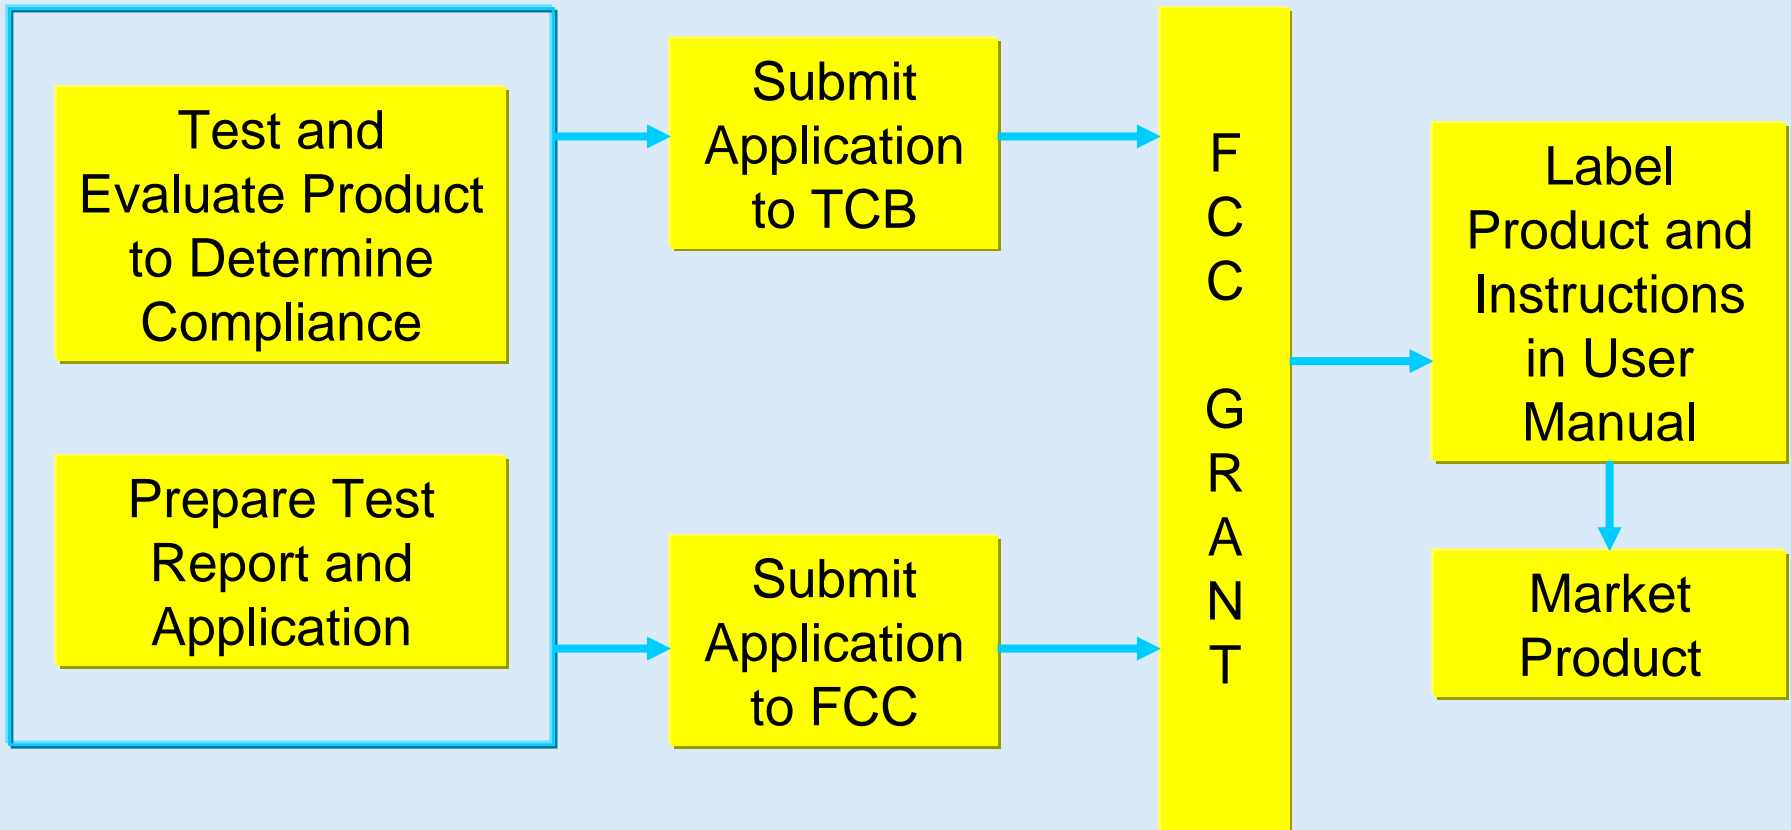 Test and
Evaluate Product
to Determine
Compliance
Prepare Test
Report and
Application
Submit
Application
to TCB
Submit
Application
to FCC
F
C
C
G
R
A
N
T
Label
Product and
Instructions
in User
Manual
Market
Product